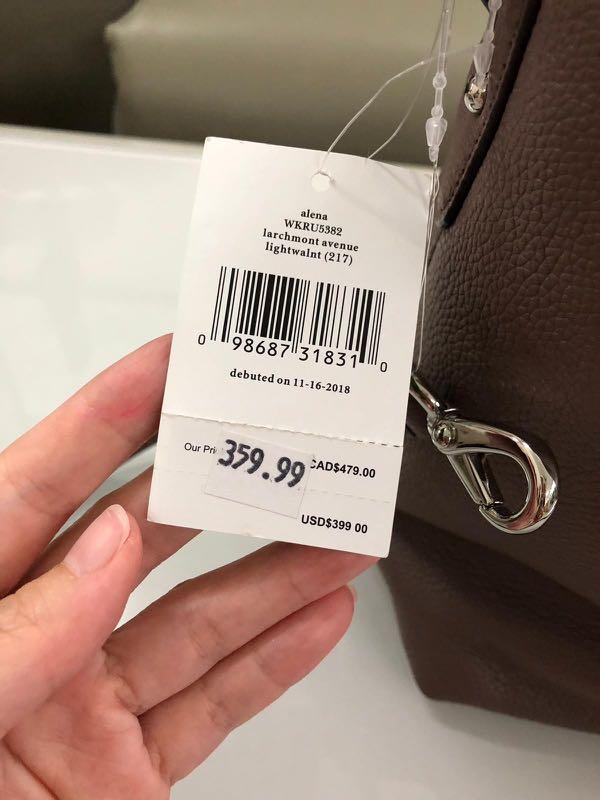 alena
WKRU5382
larchmont avenue
lightwalnt (217)
0 98687 31831 0
debuted on 11-16-2018
Our Pri 359.99 CAD$479.00
USD$399 00